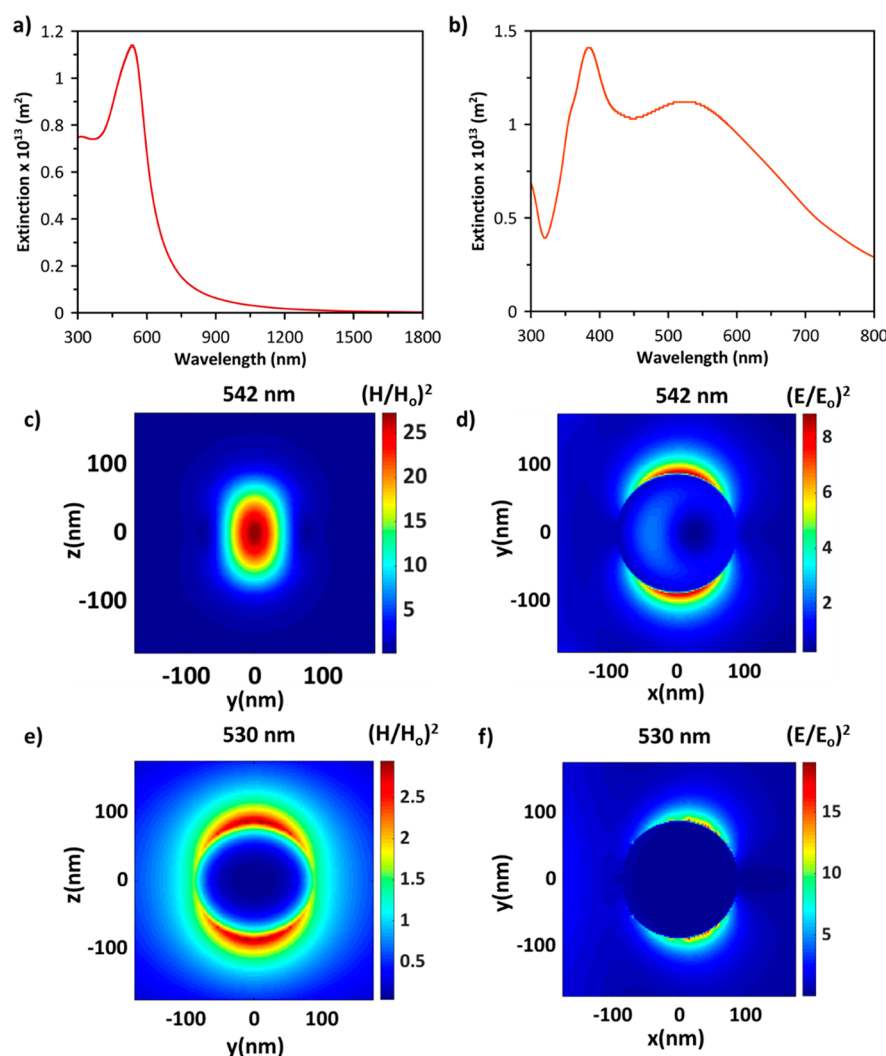 a)
Extinction x 10¹³ (m²)
1.2
1
0.8
0.6
0.4
0.2
0
300 600 900 1200 1500 1800
Wavelength (nm)
b)
Extinction x 10¹³ (m²)
1.5
1
0.5
0
300 400 500 600 700 800
Wavelength (nm)
c)
542 nm (H/Hₒ)²
z(nm)
100
0
-100
-100 0 100
y(nm)
25
20
15
10
5
d)
542 nm (E/Eₒ)²
y(nm)
100
0
-100
-100 0 100
x(nm)
8
6
4
2
e)
530 nm (H/Hₒ)²
z(nm)
100
0
-100
-100 0 100
y(nm)
2.5
2
1.5
1
0.5
f)
530 nm (E/Eₒ)²
y(nm)
100
0
-100
-100 0 100
x(nm)
15
10
5